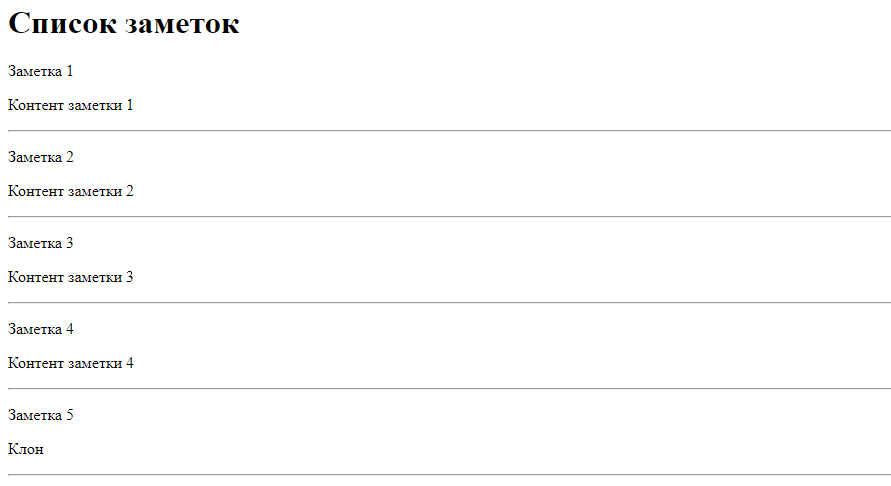 Список заметок
Заметка 1
Контент заметки 1
Заметка 2
Контент заметки 2
Заметка 3
Контент заметки 3
Заметка 4
Контент заметки 4
Заметка 5
Клон